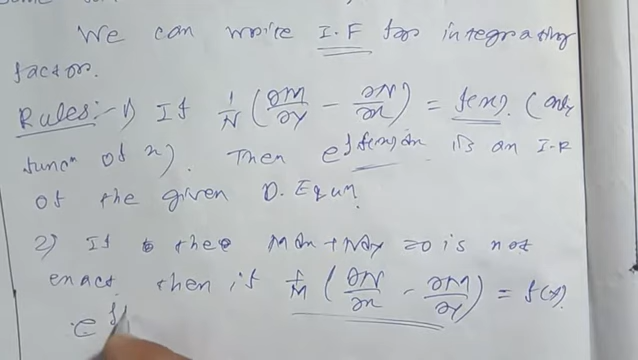 We can write I.F for integrating
factor.
Rules:- 1) If 1/N (∂M/∂y - ∂N/∂x) = f(x). (only
func^n of x). Then e^∫f(x)dx is an I.F
of the given D. Equn.
2) If the Mdx + Ndy = 0 is not
exact, then if 1/M (∂N/∂x - ∂M/∂y) =
e^∫